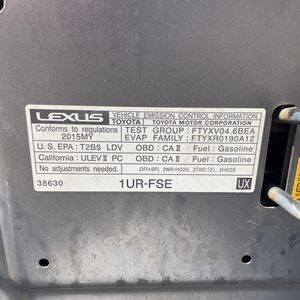 LEXUS VEHICLE EMISSION CONTROL INFORMATION
TOYOTA TOYOTA MOTOR CORPORATION
Conforms to regulations
2015MY
TEST GROUP : FTYXV04.6BEA
EVAP FAMILY : FTYXR0190A12
U.S. EPA : T2B5 LDV OBD : CA II Fuel : Gasoline
California : ULEV II PC OBD : CA II Fuel : Gasoline
No adjustments needed. DFI+SFI, 2WR-HO2S, 2TWC(2), 2HO2S
38630 1UR-FSE UX